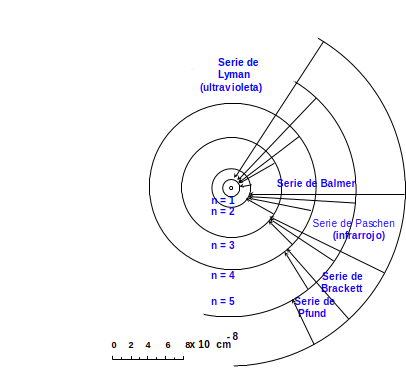 Serie de
Lyman
(ultravioleta)
Serie de Balmer
n = 1
n = 2
Serie de Paschen
(infrarrojo)
n = 3
n = 4
Serie de
Brackett
n = 5
Serie de
Pfund
0 2 4 6 8x 10 cm-8